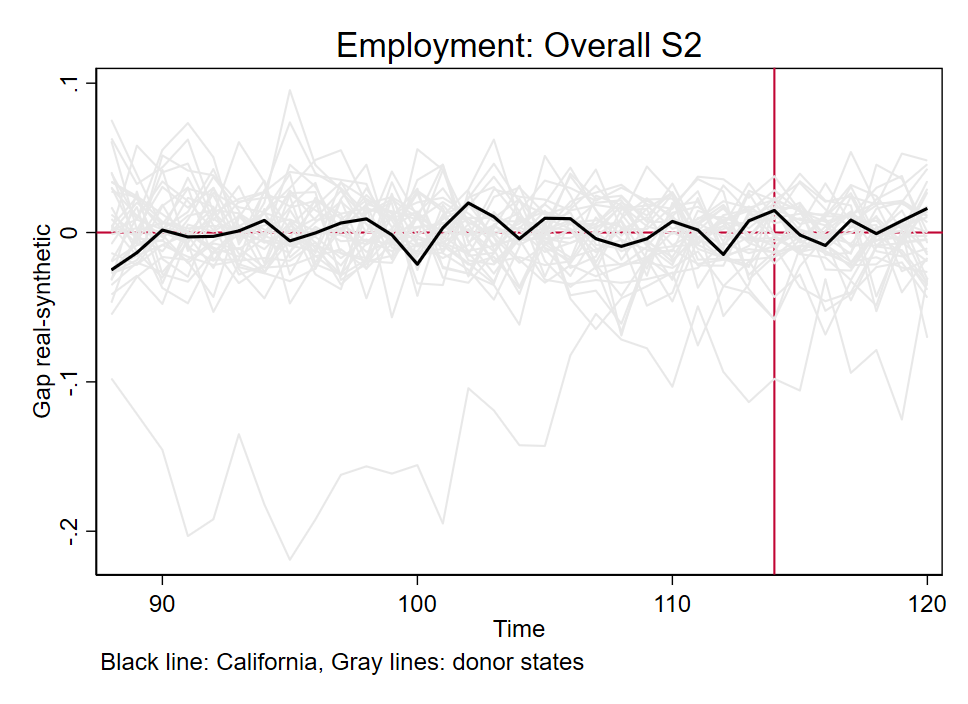 Employment: Overall S2
Gap real-synthetic
.1
0
-.1
-.2
90 100 110 120
Time
Black line: California, Gray lines: donor states